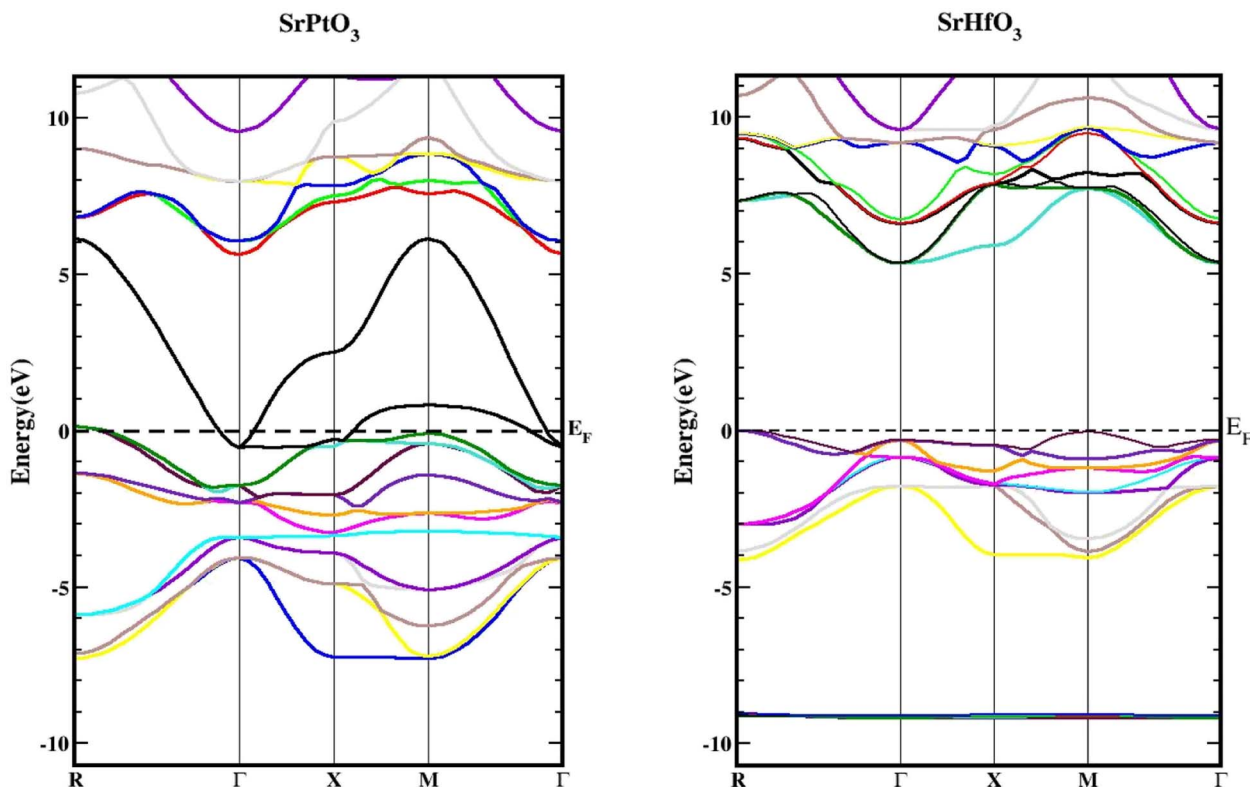 SrPtO₃
SrHfO₃
Energy(eV)
10
5
0
-5
-10
E_F
R Γ X M Γ
Energy(eV)
10
5
0
-5
-10
E_F
R Γ X M Γ